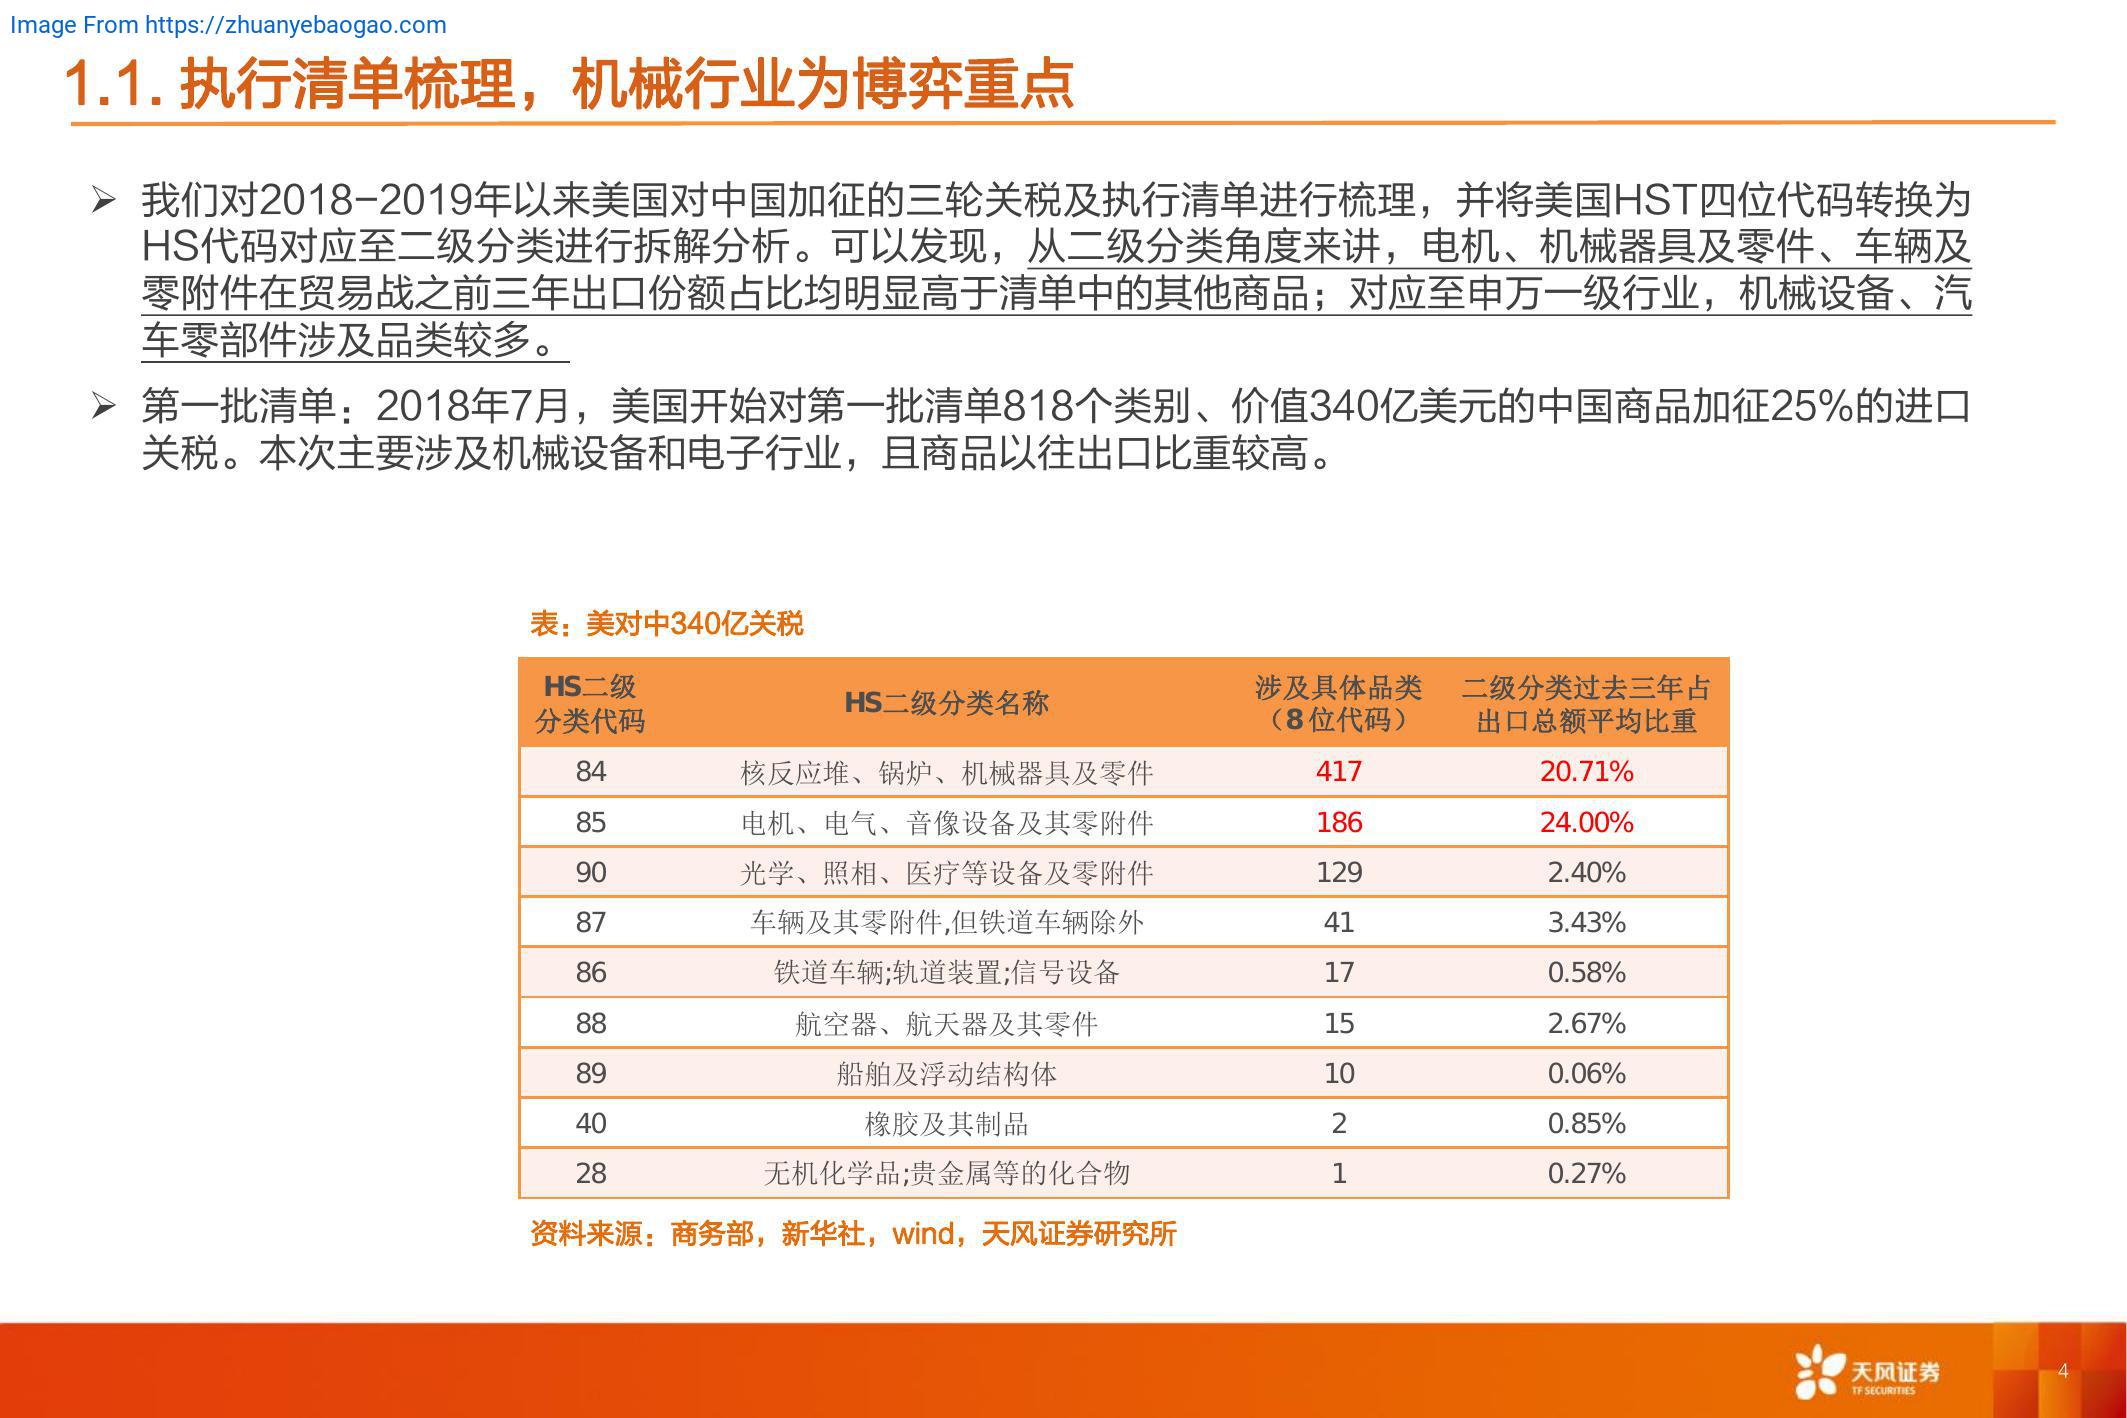 Image From https://zhuanyebaogao.com
1.1. 执行清单梳理，机械行业为博弈重点
➢ 我们对2018-2019年以来美国对中国加征的三轮关税及执行清单进行梳理，并将美国HST四位代码转换为
HS代码对应至二级分类进行拆解分析。可以发现，从二级分类角度来讲，电机、机械器具及零件、车辆及
零附件在贸易战之前三年出口份额占比均明显高于清单中的其他商品；对应至申万一级行业，机械设备、汽
车零部件涉及品类较多。
➢ 第一批清单：2018年7月，美国开始对第一批清单818个类别、价值340亿美元的中国商品加征25%的进口
关税。本次主要涉及机械设备和电子行业，且商品以往出口比重较高。
表：美对中340亿关税
HS二级 分类代码 HS二级分类名称 涉及具体品类 （8位代码） 二级分类过去三年占 出口总额平均比重
84 核反应堆、锅炉、机械器具及零件 417 20.71%
85 电机、电气、音像设备及其零附件 186 24.00%
90 光学、照相、医疗等设备及零附件 129 2.40%
87 车辆及其零附件,但铁道车辆除外 41 3.43%
86 铁道车辆;轨道装置;信号设备 17 0.58%
88 航空器、航天器及其零件 15 2.67%
89 船舶及浮动结构体 10 0.06%
40 橡胶及其制品 2 0.85%
28 无机化学品;贵金属等的化合物 1 0.27%
资料来源：商务部，新华社，wind，天风证券研究所
天风证券
TF SECURITIES
4